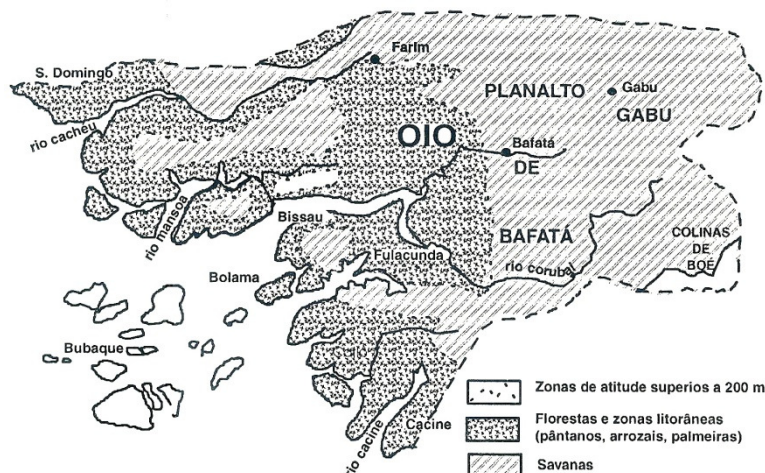 Farim
S. Domingo
PLANALTO
Gabu
GABU
rio cacheu
OIO
Bafatá
DE
rio mansoa
Bissau
BAFATÁ
COLINAS
DE
BOÉ
Fulacunda
rio corubal
Bolama
Bubaque
Cacine
rio cacine
Zonas de atitude superios a 200 m
Florestas e zonas litorâneas
(pântanos, arrozais, palmeiras)
Savanas